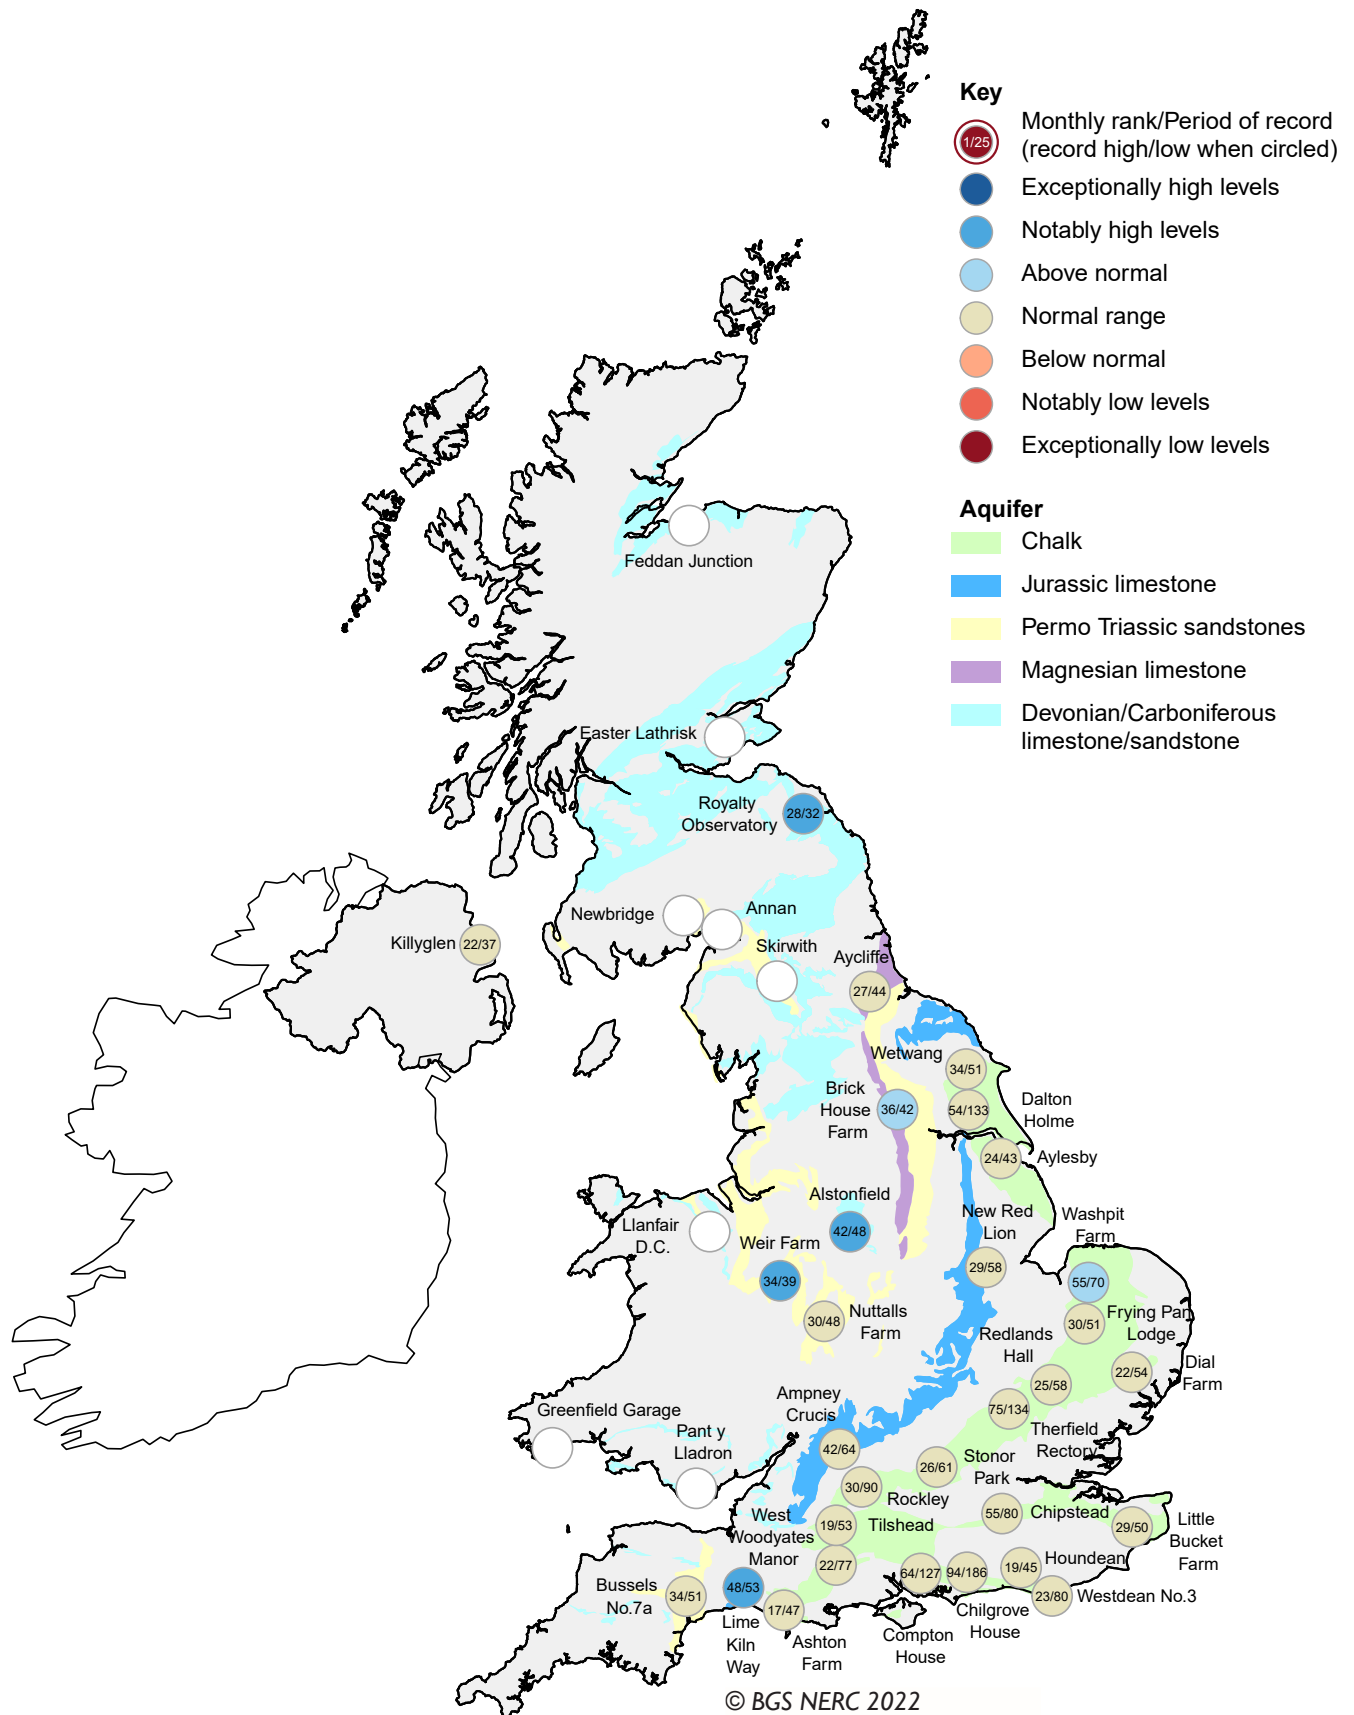 Key
1/25
Monthly rank/Period of record
(record high/low when circled)
Exceptionally high levels
Notably high levels
Above normal
Normal range
Below normal
Notably low levels
Exceptionally low levels
Aquifer
Chalk
Jurassic limestone
Permo Triassic sandstones
Magnesian limestone
Devonian/Carboniferous
limestone/sandstone
Feddan Junction
Easter Lathrisk
Royalty
Observatory
28/32
Newbridge
Annan
Killyglen
22/37
Skirwith
Aycliffe
27/44
Wetwang
34/51
Brick
House
Farm
36/42
54/133
Dalton
Holme
24/43
Aylesby
Alstonfield
42/48
Llanfair
D.C.
Weir Farm
34/39
New Red
Lion
29/58
Washpit
Farm
55/70
30/48
Nuttalls
Farm
30/51
Frying Pan
Lodge
Redlands
Hall
25/58
22/54
Dial
Farm
Ampney
Crucis
42/64
75/134
Therfield
Rectory
Greenfield Garage
Pant y
Lladron
26/61
Stonor
Park
30/90
Rockley
West
Woodyates
Manor
19/53
Tilshead
55/80
Chipstead
29/50
Little
Bucket
Farm
22/77
64/127
94/186
19/45
Houndean
Bussels
No.7a
34/51
48/53
17/47
23/80
Westdean No.3
Lime
Kiln
Way
Ashton
Farm
Compton
House
Chilgrove
House
© BGS NERC 2022